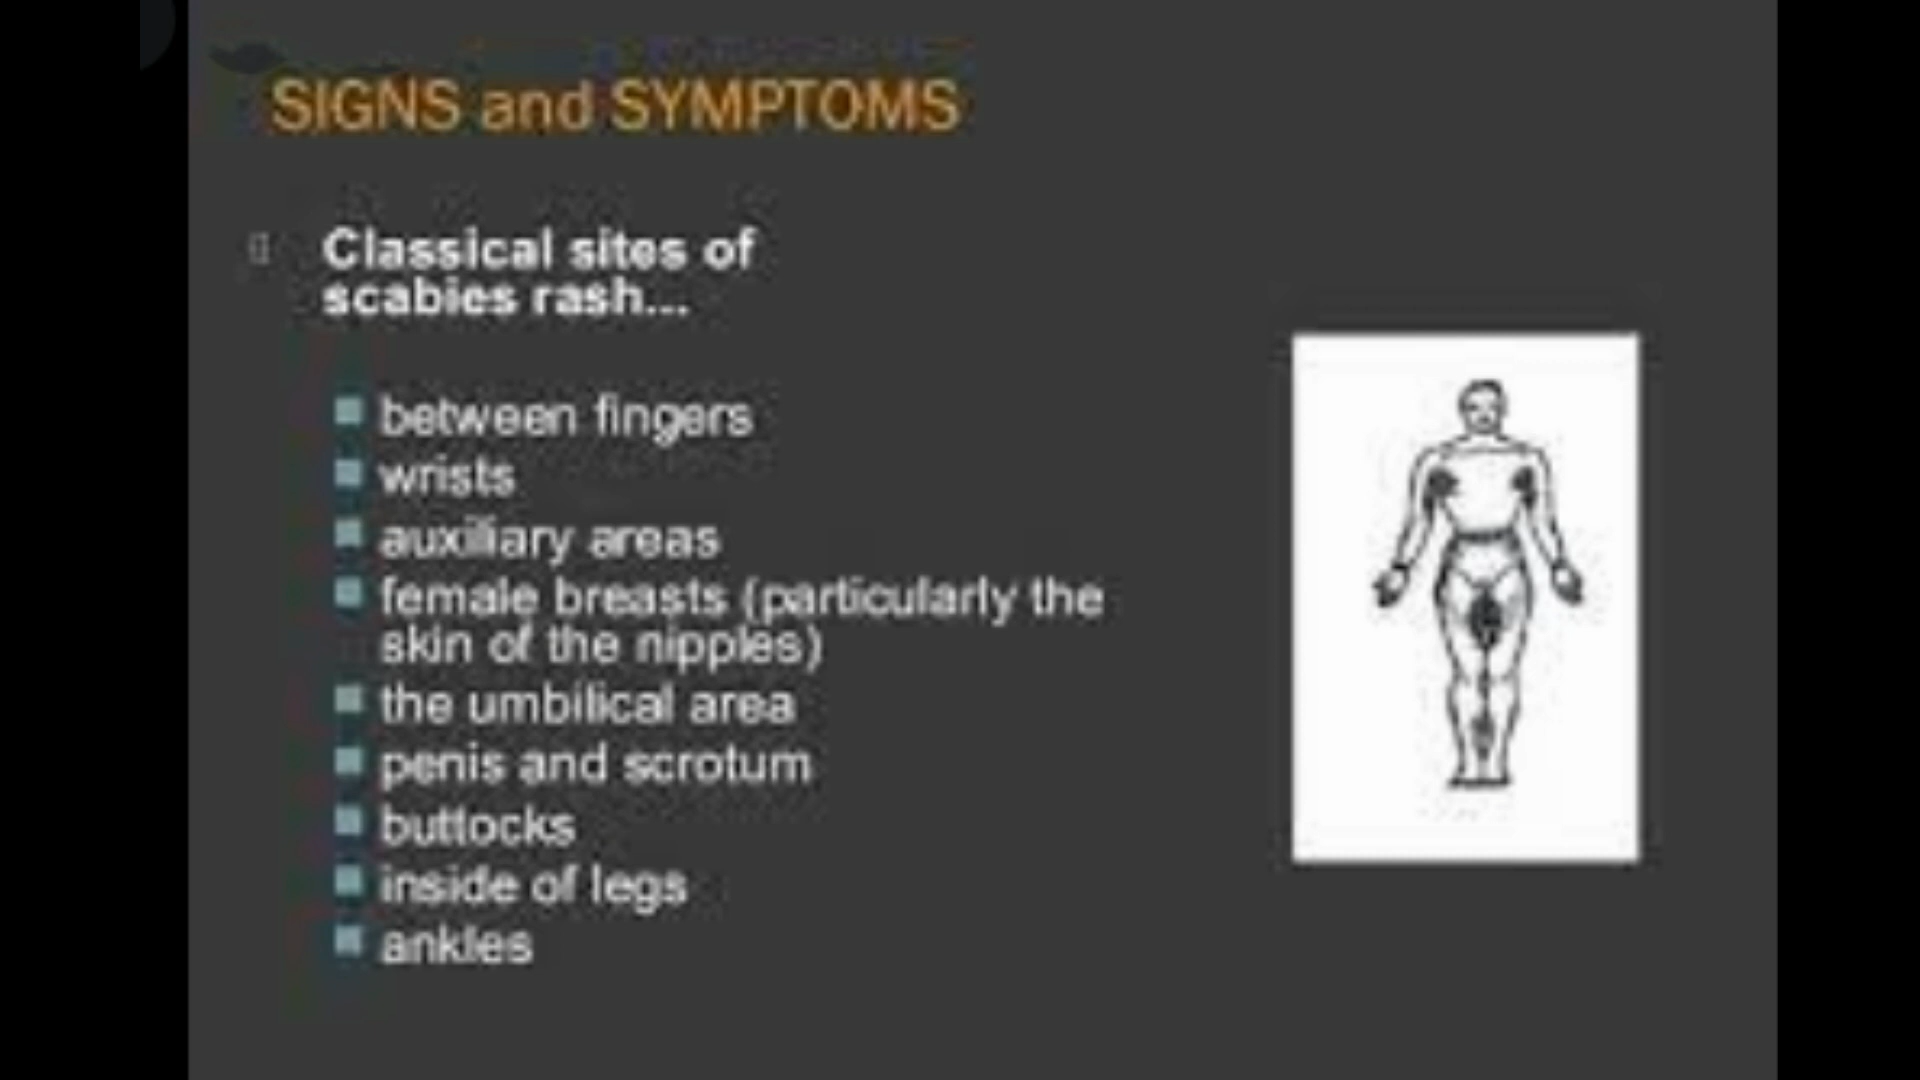 SIGNS and SYMPTOMS
Classical sites of
scabies rash...
between fingers
wrists
auxiliary areas
female breasts (particularly the
skin of the nipples)
the umbilical area
penis and scrotum
buttocks
inside of legs
ankles